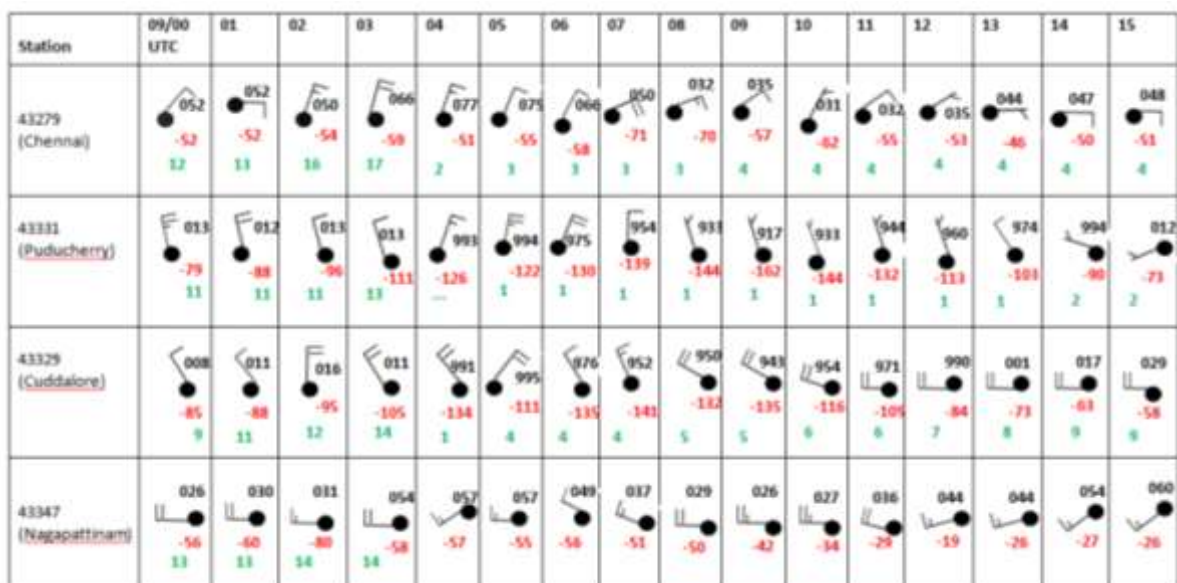 Station 09/00 UTC 01 02 03 04 05 06 07 08 09 10 11 12 13 14 15
43279 (Chennai)
052 052 050 066 077 075 066 050 032 035 031 032 035 044 047 048
-52 -52 -54 -59 -51 -55 -58 -71 -70 -57 -62 -55 -53 -46 -50 -51
12 13 16 17 2 3 3 3 3 4 4 4 4 4 4 4
43331 (Puducherry)
013 012 013 013 993 994 975 954 933 917 933 944 960 974 994 012
-79 -88 -96 -111 -126 -122 -130 -139 -144 -162 -144 -132 -113 -103 -90 -73
11 11 11 13 ... 1 1 1 1 1 1 1 1 1 2 2
43329 (Cuddalore)
008 011 016 011 991 995 976 952 950 943 954 971 990 001 017 029
-85 -88 -95 -105 -134 -111 -135 -141 -132 -135 -116 -105 -84 -73 -63 -58
9 11 12 14 1 4 4 4 5 5 6 6 7 8 9 9
43347 (Nagapattinam)
026 030 031 054 057 057 049 037 029 026 027 036 044 044 054 060
-56 -60 -80 -58 -57 -55 -56 -51 -50 -42 -34 -29 -19 -26 -27 -26
13 13 14 14